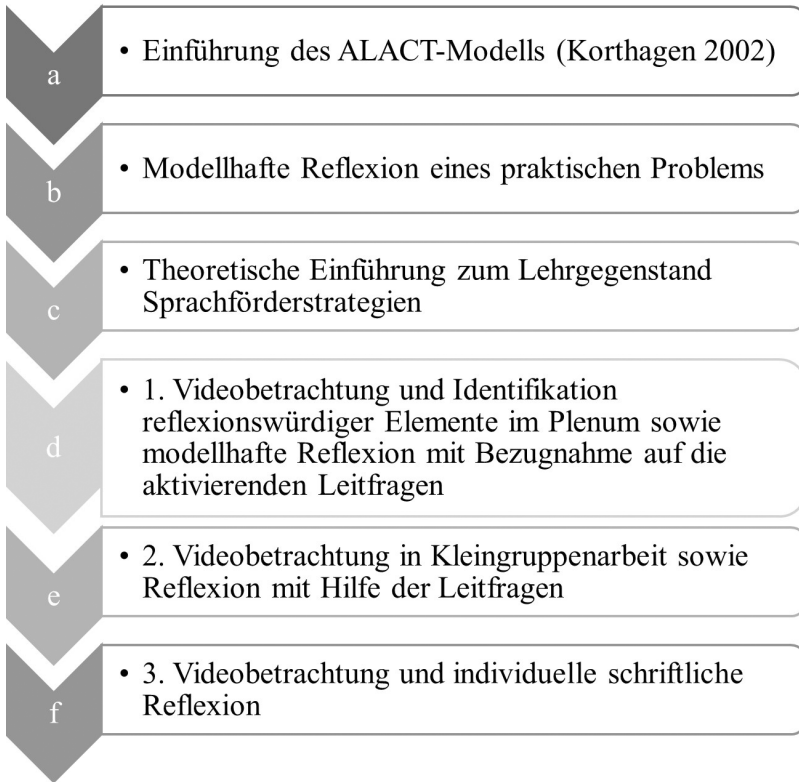 a
• Einführung des ALACT-Modells (Korthagen 2002)
b
• Modellhafte Reflexion eines praktischen Problems
c
• Theoretische Einführung zum Lehrgegenstand
Sprachförderstrategien
d
• 1. Videobetrachtung und Identifikation
reflexionswürdiger Elemente im Plenum sowie
modellhafte Reflexion mit Bezugnahme auf die
aktivierenden Leitfragen
e
• 2. Videobetrachtung in Kleingruppenarbeit sowie
Reflexion mit Hilfe der Leitfragen
f
• 3. Videobetrachtung und individuelle schriftliche
Reflexion